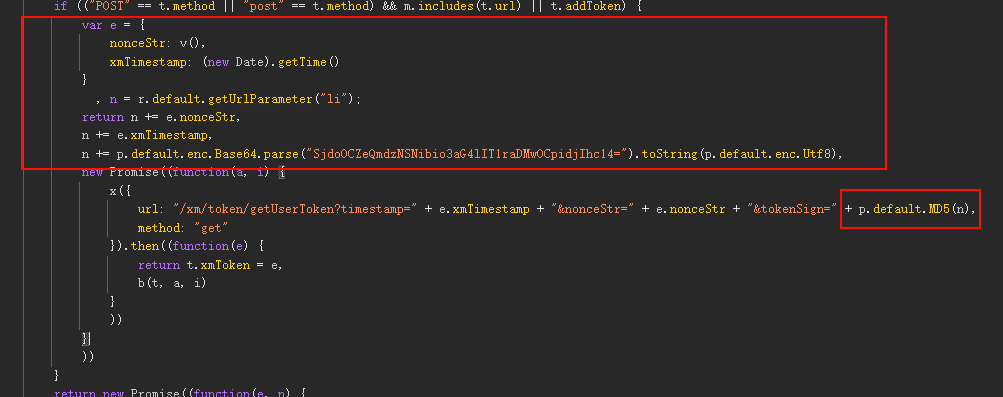 if (("POST" == t.method || "post" == t.method) && m.includes(t.url) || t.addToken) {
var e = {
nonceStr: v(),
xmTimestamp: (new Date).getTime()
}
, n = r.default.getUrlParameter("li");
return n += e.nonceStr,
n += e.xmTimestamp,
n += p.default.enc.Base64.parse("SjdoOCZeQmdzNSNibio3aG4lIT1raDMwOCpidjIhc14=").toString(p.default.enc.Utf8),
new Promise((function(a, i) {
x({
url: "/xm/token/getUserToken?timestamp=" + e.xmTimestamp + "&nonceStr=" + e.nonceStr + "&tokenSign=" + p.default.MD5(n),
method: "get"
}).then((function(e) {
return t.xmToken = e,
b(t, a, i)
}
))
}
))
}
return new Promise((function(e, n) {